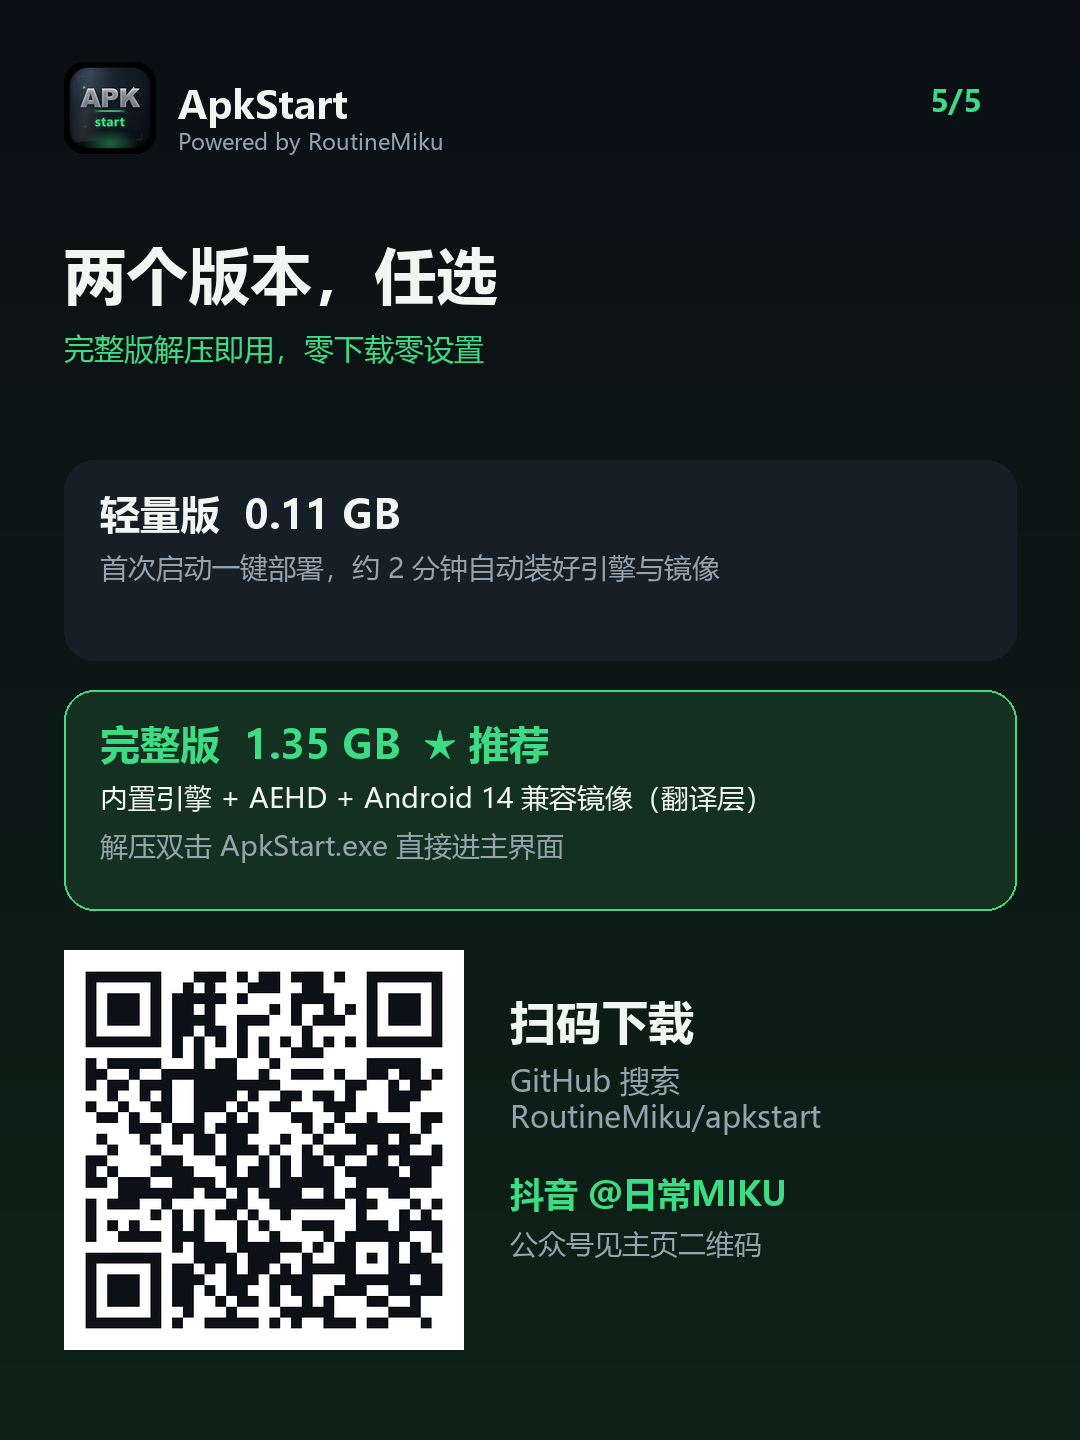 APK
start
ApkStart
Powered by RoutineMiku
5/5
两个版本，任选
完整版解压即用，零下载零设置
轻量版 0.11 GB
首次启动一键部署，约 2 分钟自动装好引擎与镜像
完整版 1.35 GB ★ 推荐
内置引擎 + AEHD + Android 14 兼容镜像（翻译层）
解压双击 ApkStart.exe 直接进主界面
扫码下载
GitHub 搜索
RoutineMiku/apkstart
抖音 @日常MIKU
公众号见主页二维码